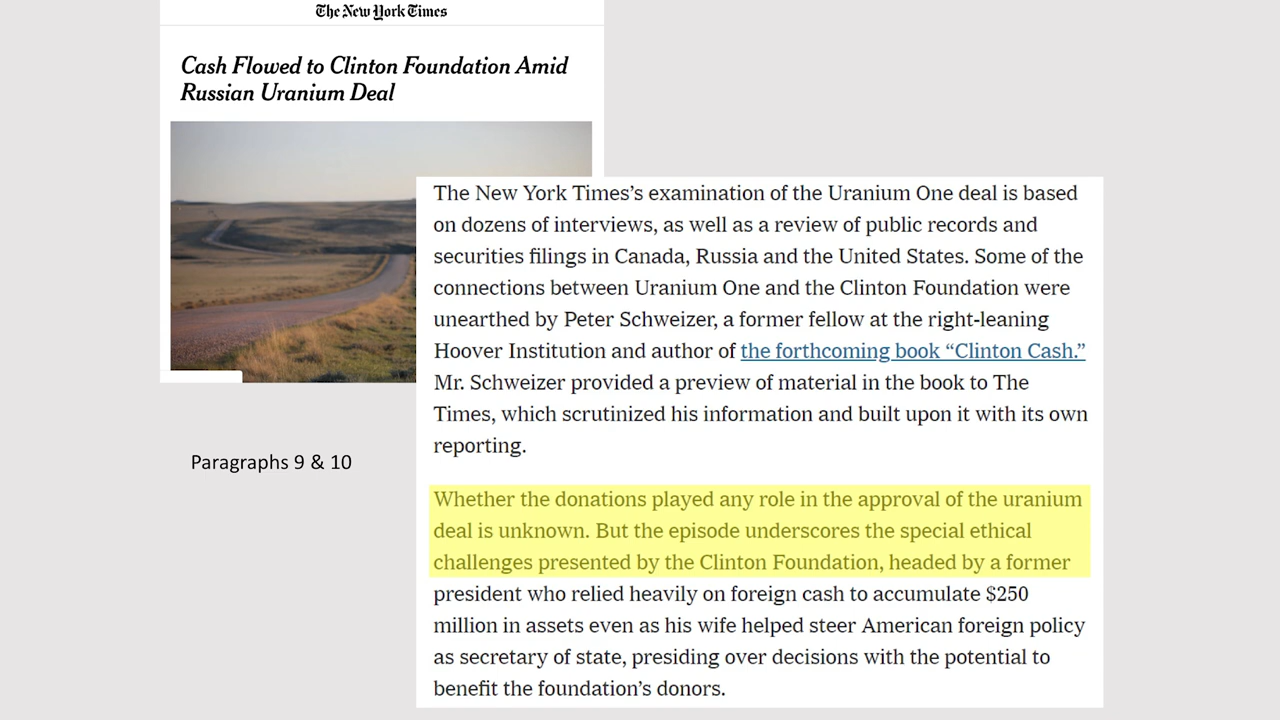 The New York Times
Cash Flowed to Clinton Foundation Amid
Russian Uranium Deal
The New York Times’s examination of the Uranium One deal is based
on dozens of interviews, as well as a review of public records and
securities filings in Canada, Russia and the United States. Some of the
connections between Uranium One and the Clinton Foundation were
unearthed by Peter Schweizer, a former fellow at the right-leaning
Hoover Institution and author of the forthcoming book “Clinton Cash.”
Mr. Schweizer provided a preview of material in the book to The
Times, which scrutinized his information and built upon it with its own
reporting.
Paragraphs 9 & 10
Whether the donations played any role in the approval of the uranium
deal is unknown. But the episode underscores the special ethical
challenges presented by the Clinton Foundation, headed by a former
president who relied heavily on foreign cash to accumulate $250
million in assets even as his wife helped steer American foreign policy
as secretary of state, presiding over decisions with the potential to
benefit the foundation’s donors.